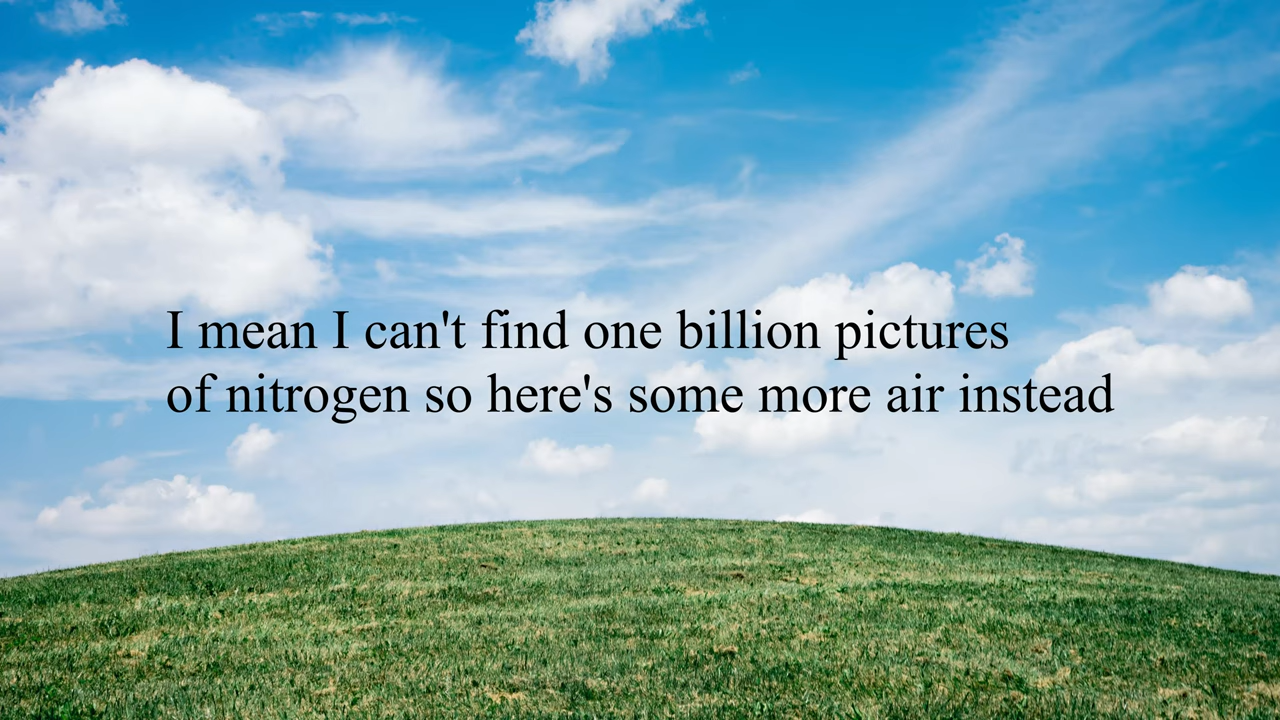 I mean I can't find one billion pictures
of nitrogen so here's some more air instead